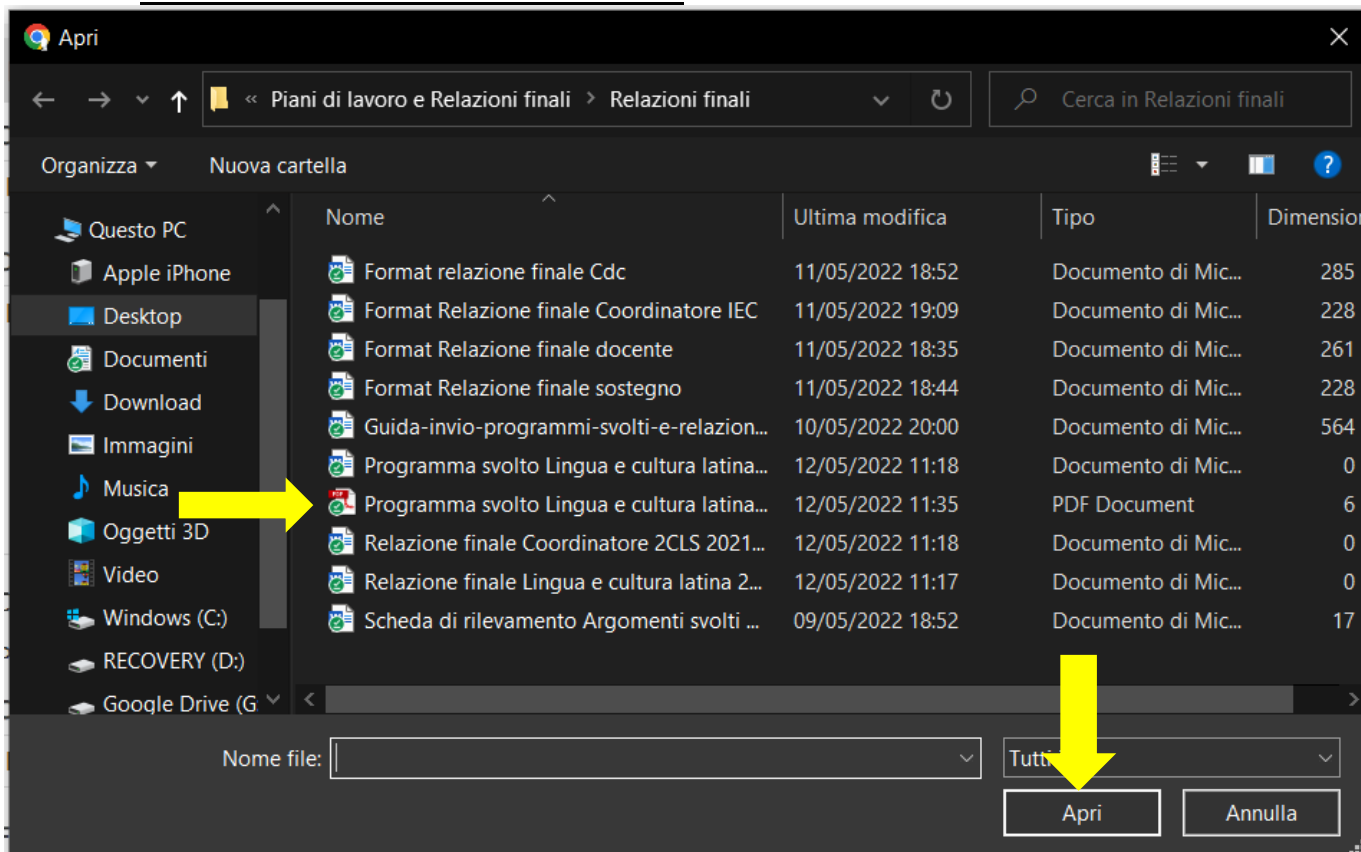 Apri
« Piani di lavoro e Relazioni finali > Relazioni finali
Cerca in Relazioni finali
Organizza Nuova cartella
?
Nome Ultima modifica Tipo Dimension
Questo PC
Apple iPhone
Desktop
Documenti
Download
Immagini
Musica
Oggetti 3D
Video
Windows (C:)
RECOVERY (D:)
Google Drive (G
Format relazione finale Cdc 11/05/2022 18:52 Documento di Mic... 285
Format Relazione finale Coordinatore IEC 11/05/2022 19:09 Documento di Mic... 228
Format Relazione finale docente 11/05/2022 18:35 Documento di Mic... 261
Format Relazione finale sostegno 11/05/2022 18:44 Documento di Mic... 228
Guida-invio-programmi-svolti-e-relazion... 10/05/2022 20:00 Documento di Mic... 564
Programma svolto Lingua e cultura latina... 12/05/2022 11:18 Documento di Mic... 0
Programma svolto Lingua e cultura latina... 12/05/2022 11:35 PDF Document 6
Relazione finale Coordinatore 2CLS 2021... 12/05/2022 11:18 Documento di Mic... 0
Relazione finale Lingua e cultura latina 2... 12/05/2022 11:17 Documento di Mic... 0
Scheda di rilevamento Argomenti svolti ... 09/05/2022 18:52 Documento di Mic... 17
Nome file:
Tutti
Apri Annulla